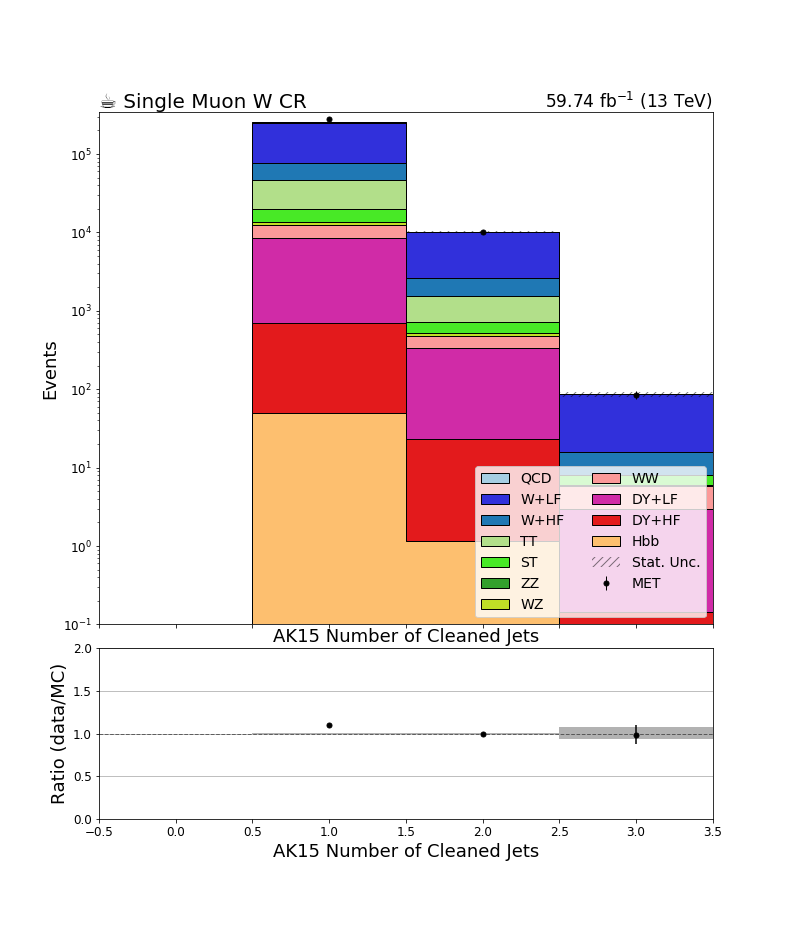 ☕ Single Muon W CR
59.74 fb⁻¹ (13 TeV)
Events
10⁵
10⁴
10³
10²
10¹
10⁰
10⁻¹
QCD
W+LF
W+HF
TT
ST
ZZ
WZ
WW
DY+LF
DY+HF
Hbb
Stat. Unc.
MET
AK15 Number of Cleaned Jets
Ratio (data/MC)
2.0
1.5
1.0
0.5
0.0
−0.5 0.0 0.5 1.0 1.5 2.0 2.5 3.0 3.5
AK15 Number of Cleaned Jets